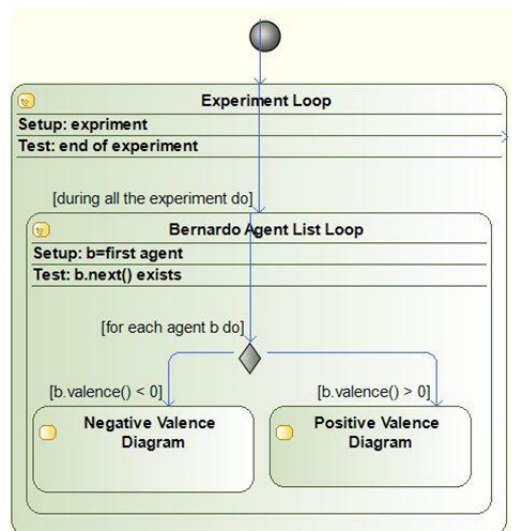 Experiment Loop
Setup: expriment
Test: end of experiment
[during all the experiment do]
Bernardo Agent List Loop
Setup: b=first agent
Test: b.next() exists
[for each agent b do]
[b.valence() < 0]
[b.valence() > 0]
Negative Valence
Diagram
Positive Valence
Diagram